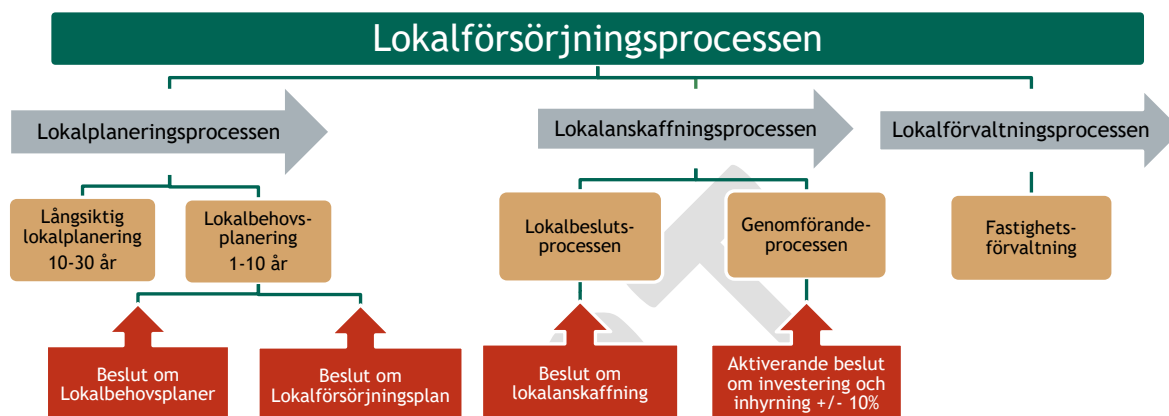 Lokalförsörjningsprocessen
Lokalplaneringsprocessen
Lokalanskaffningsprocessen
Lokalförvaltningsprocessen
Långsiktig
lokalplanering
10-30 år
Lokalbehovs-
planering
1-10 år
Lokalbesluts-
processen
Genomförande-
processen
Fastighets-
förvaltning
Beslut om
Lokalbehovsplaner
Beslut om
Lokalförsörjningsplan
Beslut om
lokalanskaffning
Aktiverande beslut
om investering och
inhyrning +/- 10%